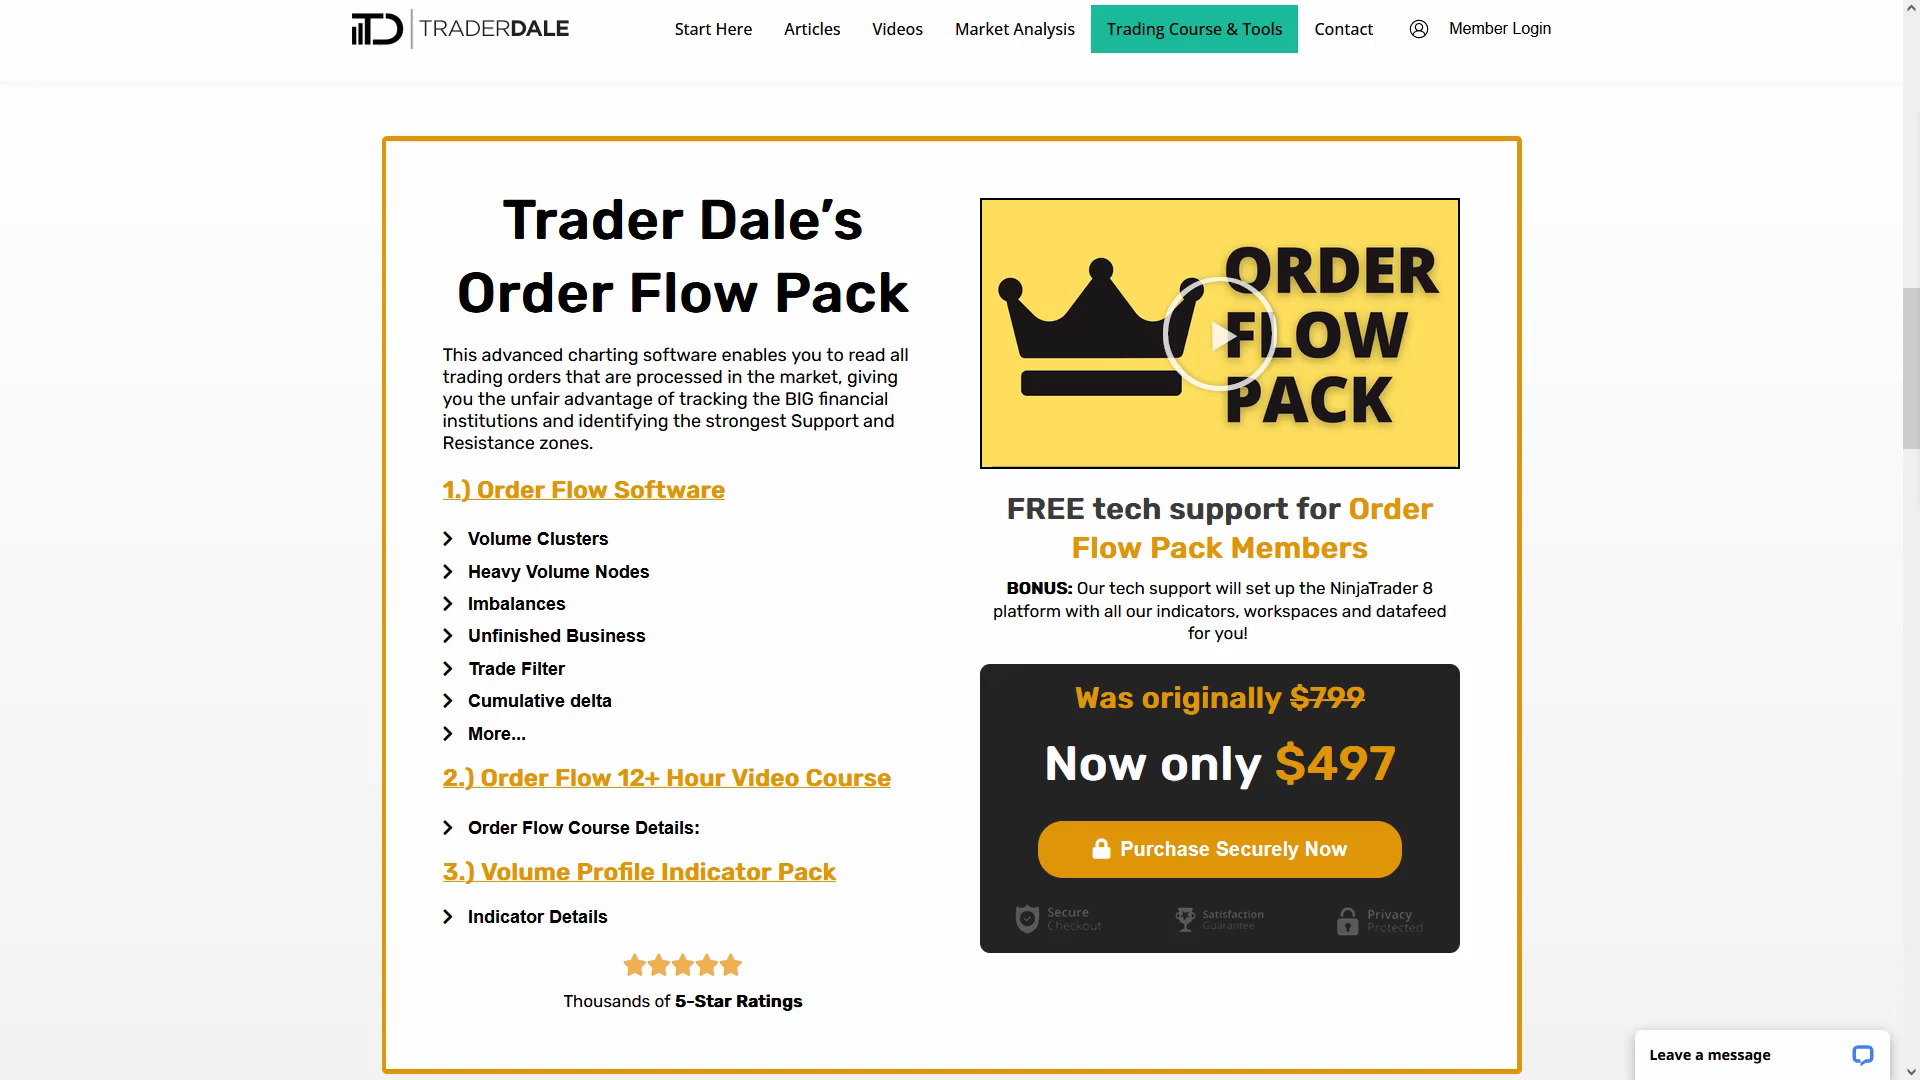 TRADERDALE
Start Here
Articles
Videos
Market Analysis
Trading Course & Tools
Contact
Member Login
Trader Dale’s
Order Flow Pack
This advanced charting software enables you to read all
trading orders that are processed in the market, giving
you the unfair advantage of tracking the BIG financial
institutions and identifying the strongest Support and
Resistance zones.
1.) Order Flow Software
Volume Clusters
Heavy Volume Nodes
Imbalances
Unfinished Business
Trade Filter
Cumulative delta
More...
2.) Order Flow 12+ Hour Video Course
Order Flow Course Details:
3.) Volume Profile Indicator Pack
Indicator Details
Thousands of 5-Star Ratings
ORDER
FLOW
PACK
FREE tech support for Order
Flow Pack Members
BONUS: Our tech support will set up the NinjaTrader 8
platform with all our indicators, workspaces and datafeed
for you!
Was originally $799
Now only $497
Purchase Securely Now
Secure
Checkout
Satisfaction
Guarantee
Privacy
Protected
Leave a message